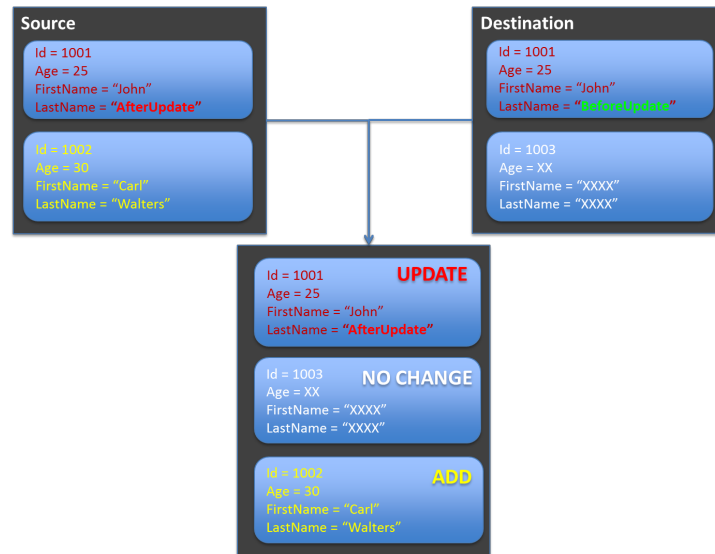 Source
Id = 1001
Age = 25
FirstName = “John”
LastName = “AfterUpdate”
Id = 1002
Age = 30
FirstName = “Carl”
LastName = “Walters”
Destination
Id = 1001
Age = 25
FirstName = “John”
LastName = “BeforeUpdate”
Id = 1003
Age = XX
FirstName = “XXXX”
LastName = “XXXX”
Id = 1001
UPDATE
Age = 25
FirstName = “John”
LastName = “AfterUpdate”
Id = 1003
NO CHANGE
Age = XX
FirstName = “XXXX”
LastName = “XXXX”
Id = 1002
ADD
Age = 30
FirstName = “Carl”
LastName = “Walters”